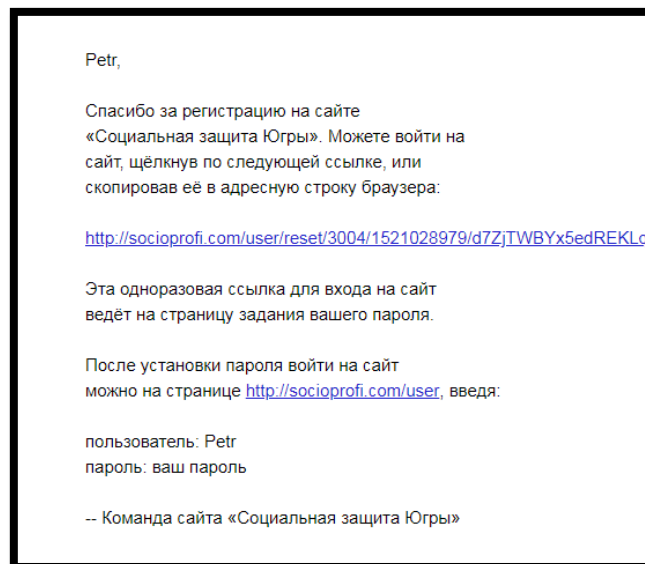 Petr,
Спасибо за регистрацию на сайте
«Социальная защита Югры». Можете войти на
сайт, щёлкнув по следующей ссылке, или
скопировав её в адресную строку браузера:
http://socioprofi.com/user/reset/3004/1521028979/d7ZjTWBYx5edREKLc
Эта одноразовая ссылка для входа на сайт
ведёт на страницу задания вашего пароля.
После установки пароля войти на сайт
можно на странице http://socioprofi.com/user, введя:
пользователь: Petr
пароль: ваш пароль
-- Команда сайта «Социальная защита Югры»